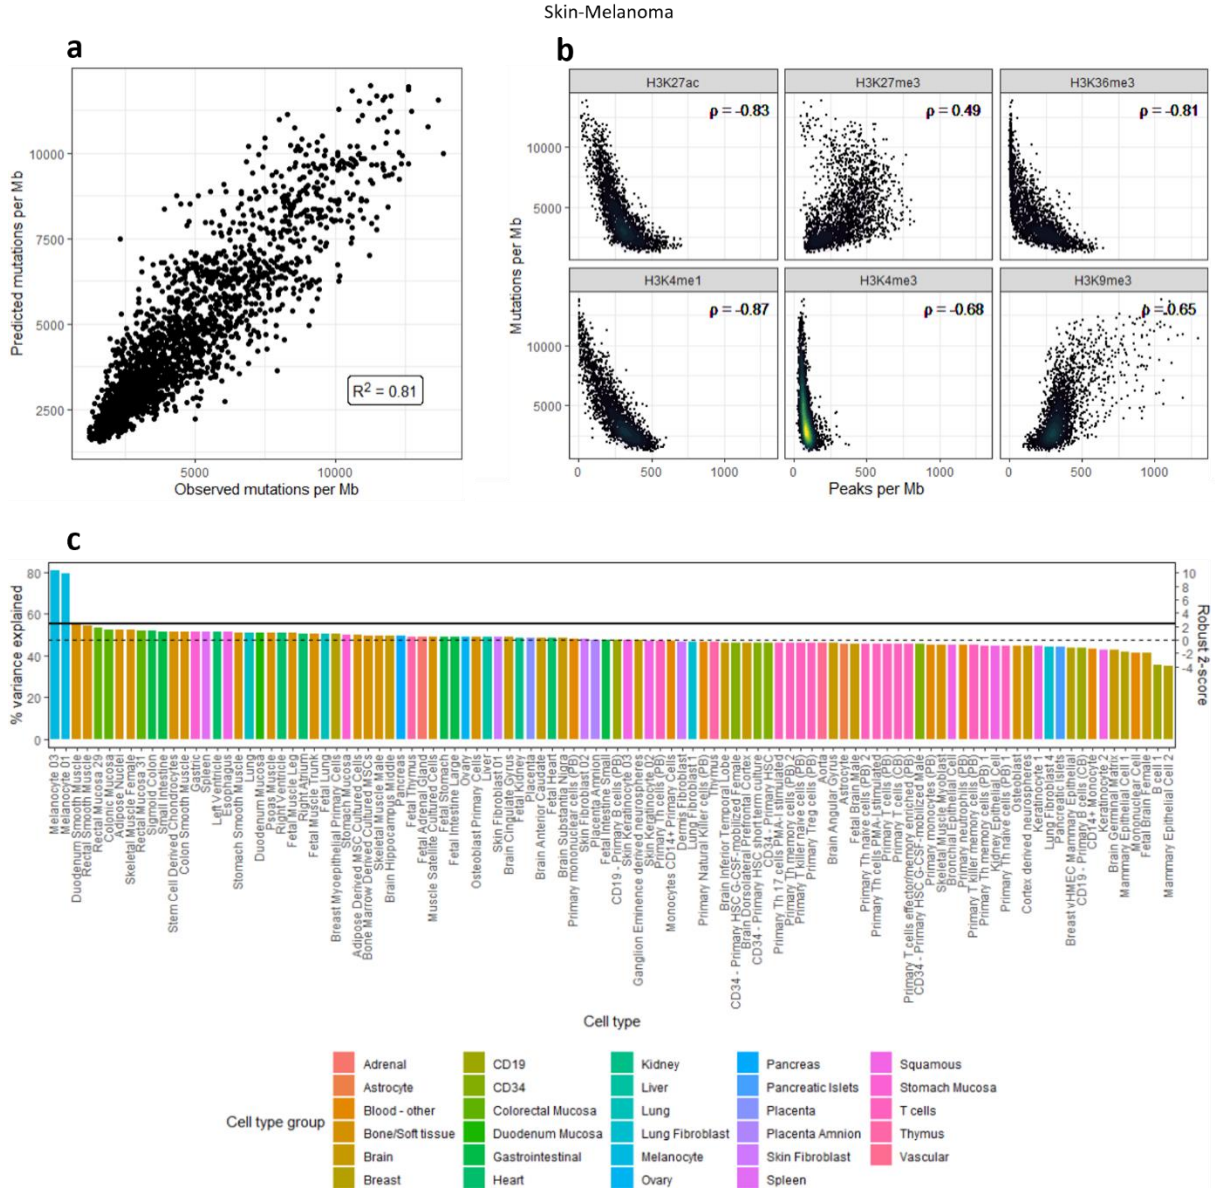 Skin-Melanoma
a
Predicted mutations per Mb
10000
7500
5000
2500
R² = 0.81
5000
10000
Observed mutations per Mb
b
Mutations per Mb
H3K27ac
H3K27me3
H3K36me3
ρ = -0.83
ρ = 0.49
ρ = -0.81
10000
5000
H3K4me1
H3K4me3
H3K9me3
ρ = -0.87
ρ = -0.68
ρ = 0.65
10000
5000
0
500
1000
0
500
1000
0
500
1000
Peaks per Mb
c
% variance explained
80
60
40
20
0
10
8
6
4
2
0
-2
-4
Robust Z-score
Melanocyte 03
Melanocyte 01
Duodenum Smooth Muscle
Rectal Smooth Muscle
Rectal Mucosa 29
Colonic Mucosa
Adipose Nuclei
Skeletal Muscle Female
Rectal Mucosa 31
Sigmoid Colon
Small Intestine
Stem Cell Derived Chondrocytes
Colon Smooth Muscle
Gastric
Spleen
Left Ventricle
Esophagus
Stomach Smooth Muscle
Lung
Duodenum Mucosa
Psoas Muscle
Right Ventricle
Fetal Muscle Leg
Right Atrium
Fetal Muscle Trunk
Fetal Lung
Breast Myoepithelial Primary Cells
Stomach Mucosa
Adipose Derived MSC Cultured Cells
Bone Marrow Derived Cultured MSCs
Skeletal Muscle Male
Brain Hippocampus Middle
Pancreas
Fetal Thymus
Fetal Adrenal Gland
Muscle Satellite Cultured Cells
Fetal Stomach
Fetal Intestine Large
Ovary
Osteoblast Primary Cells
Liver
Skin Fibroblast 01
Brain Cingulate Gyrus
Fetal Kidney
Placenta
Brain Anterior Caudate
Fetal Heart
Brain Substantia Nigra
Primary mononuclear cells (PB)
Skin Fibroblast 02
Placenta Amnion
Fetal Intestine Small
CD19 - Primary Cells (PB)
Skin Keratinocyte 03
Ganglion Eminence derived neurospheres
Skin Keratinocyte 02
Primary T cells (PB)
Monocytes CD14+ Primary Cells
Dermis Fibroblast
Lung Fibroblast 1
Primary Natural Killer cells (PB)
Thymus
Brain Inferior Temporal Lobe
CD34 - Primary HSC G-CSF-mobilized Female
Brain Dorsolateral Prefrontal Cortex
CD34 - Primary HSC short term culture
CD34 - Primary HSC
Primary Th 17 cells PMA-I stimulated
Primary Th memory cells (PB) 2
Primary T killer naive cells (PB)
Primary Treg cells (PB)
Aorta
Brain Angular Gyrus
Astrocyte
Fetal Brain Male
Primary Th naive cells (PB) 2
Primary Th cells PMA-I stimulated
Primary T cells (PB)
Primary Th cells (PB)
Primary T cells effector/memory enriched (PB)
CD34 - Primary HSC G-CSF-mobilized Male
Primary monocytes (PB)
Skeletal Muscle Myoblast
Bronchial Epithelial Cell
Primary neutrophils (PB)
Primary T killer memory cells (PB)
Primary Th memory cells (PB) 1
Kidney Epithelial Cell
Primary Th naive cells (PB) 1
Osteoblast
Cortex derived neurospheres
Keratinocyte 1
Lung Fibroblast 4
Pancreatic Islets
Breast vHMEC Mammary Epithelial
CD19 - Primary Cells (CB)
CD14+ Monocyte
Keratinocyte 2
Brain Germinal Matrix
Mammary Epithelial Cell 1
Mononuclear Cell
Fetal Brain Female
B cell 1
Mammary Epithelial Cell 2
Cell type
Cell type group
Adrenal
Astrocyte
Blood - other
Bone/Soft tissue
Brain
Breast
CD19
CD34
Colorectal Mucosa
Duodenum Mucosa
Gastrointestinal
Heart
Kidney
Liver
Lung
Lung Fibroblast
Melanocyte
Ovary
Pancreas
Pancreatic Islets
Placenta
Placenta Amnion
Skin Fibroblast
Spleen
Squamous
Stomach Mucosa
T cells
Thymus
Vascular